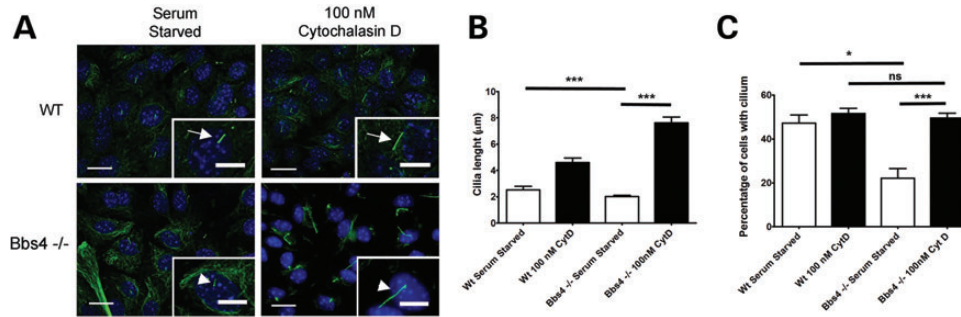 A
Serum
Starved
100 nM
Cytochalasin D
WT
Bbs4 -/-
B
Cilia lenght (µm)
10
8
6
4
2
0
***
***
Wt Serum Starved
Wt 100 nM CytD
Bbs4 -/- Serum Starved
Bbs4 -/- 100nM CytD
C
Percentatge of cells with cilium
60
40
20
0
*
ns
***
Wt Serum Starved
Wt 100 nM CytD
Bbs4 -/- Serum Starved
Bbs4 -/- 100nM Cyt D